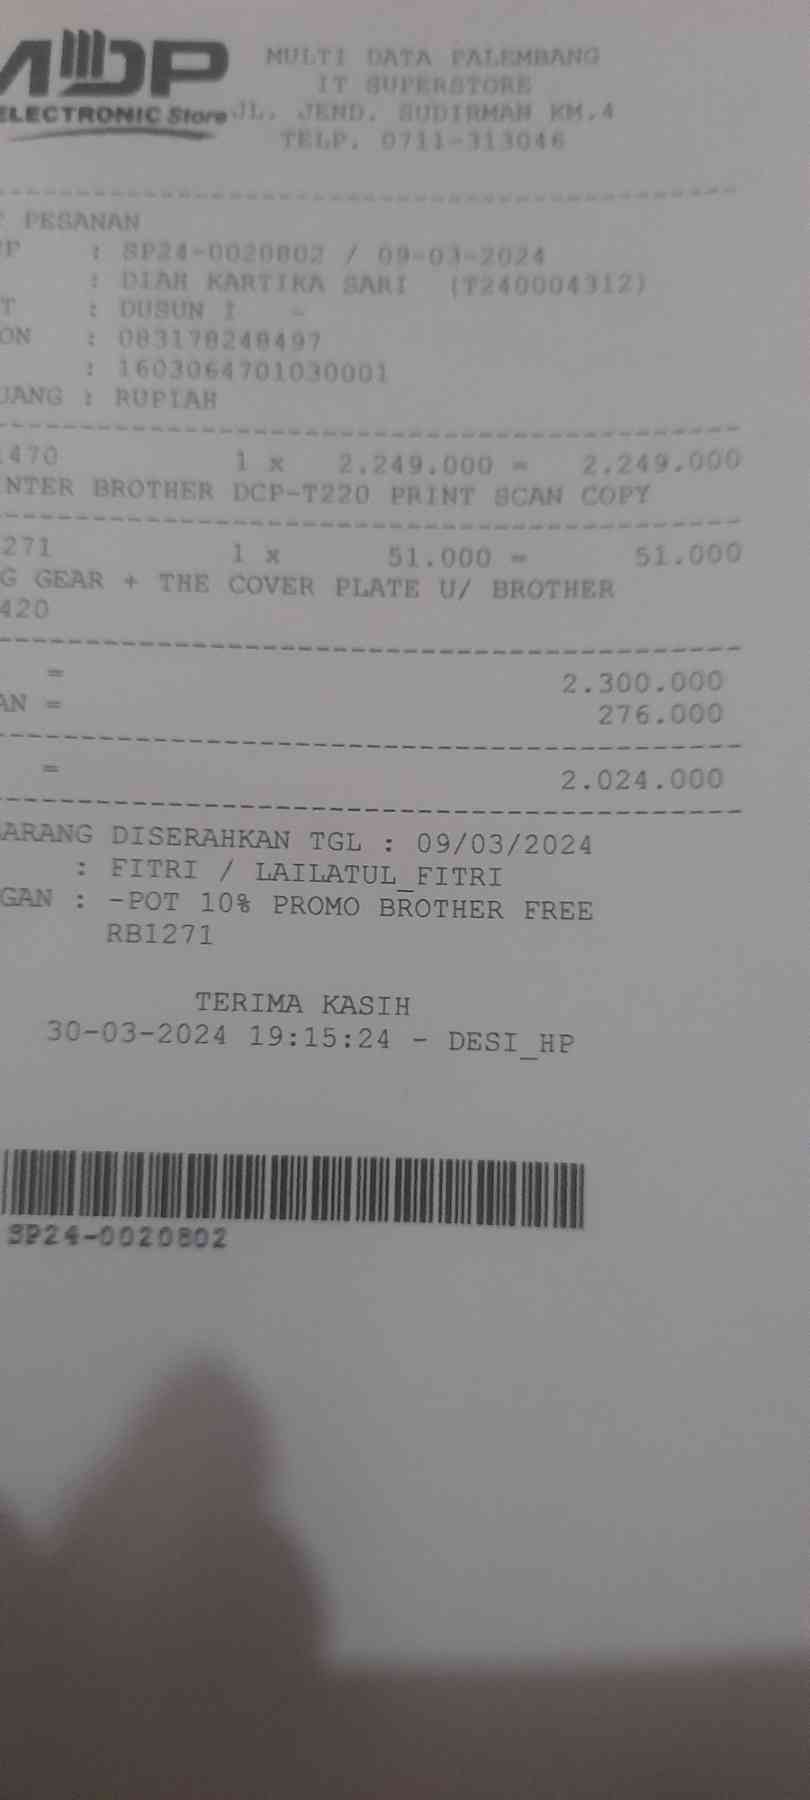 MDP
ELECTRONIC Store
MULTI DATA PALEMBANG
IT SUPERSTORE
JL. JEND. SUDIRMAN KM.4
TELP. 0711-313046
PESANAN
: SP24-0020802 / 09-03-2024
: DIAH KARTIKA SARI (T240004312)
T : DUSUN I -
ON : 083178248497
: 1603064701030001
UANG : RUPIAH
1470 1 x 2.249.000 = 2.249.000
NTER BROTHER DCP-T220 PRINT SCAN COPY
271 1 x 51.000 = 51.000
G GEAR + THE COVER PLATE U/ BROTHER
420
= 2.300.000
AN = 276.000
= 2.024.000
ARANG DISERAHKAN TGL : 09/03/2024
: FITRI / LAILATUL_FITRI
GAN : -POT 10% PROMO BROTHER FREE
RB1271
TERIMA KASIH
30-03-2024 19:15:24 - DESI_HP
SP24-0020802